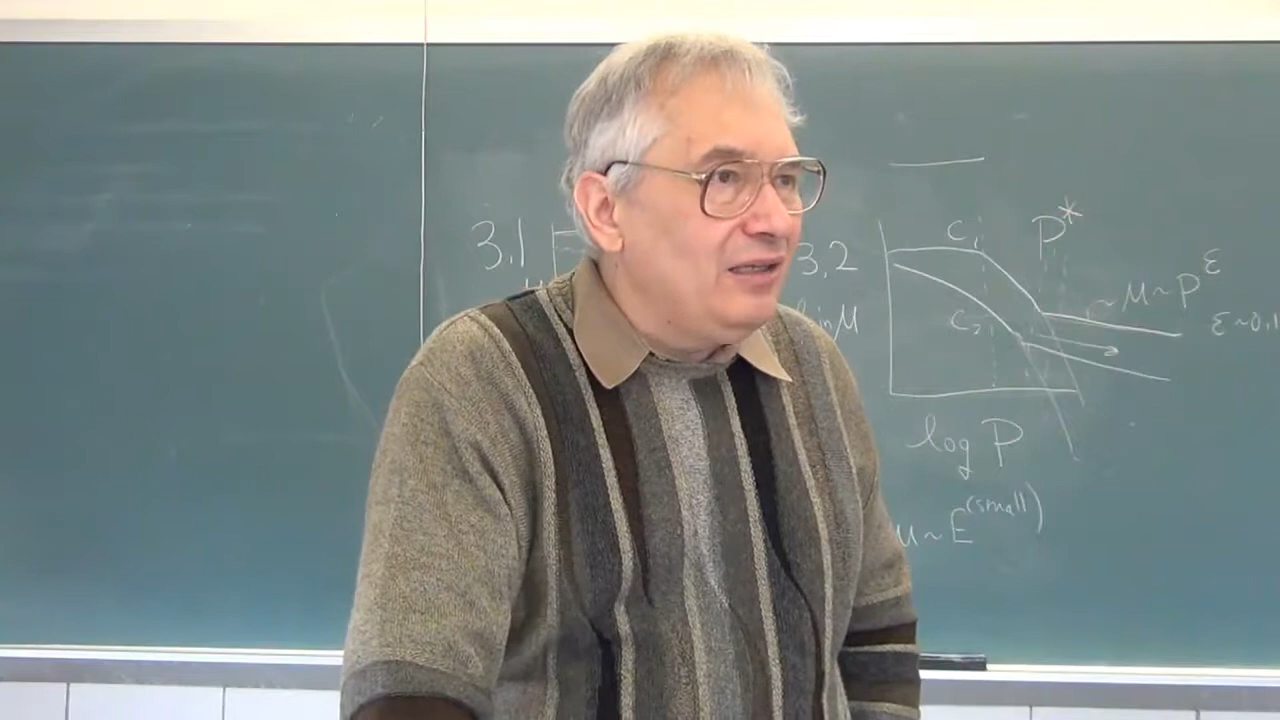 3,1
3,2
C₁
P*
~ μ ~ P^ε
ε ~ 0,1
ln μ
C₂
log P
μ ~ E^(small)